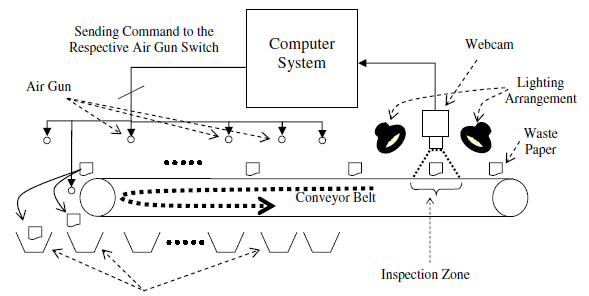 Sending Command to the
Respective Air Gun Switch
Computer
System
Webcam
Air Gun
Lighting
Arrangement
Waste
Paper
Conveyor Belt
Inspection Zone